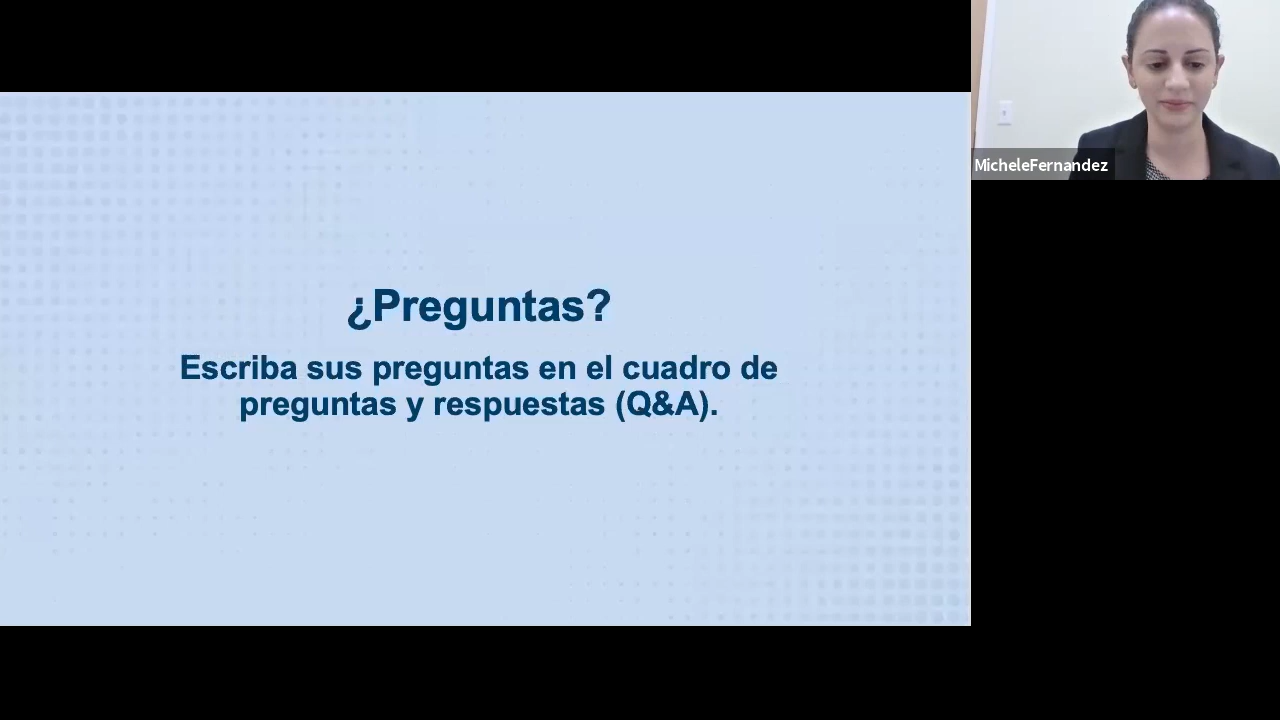 ¿Preguntas?
Escriba sus preguntas en el cuadro de
preguntas y respuestas (Q&A).
MicheleFernandez